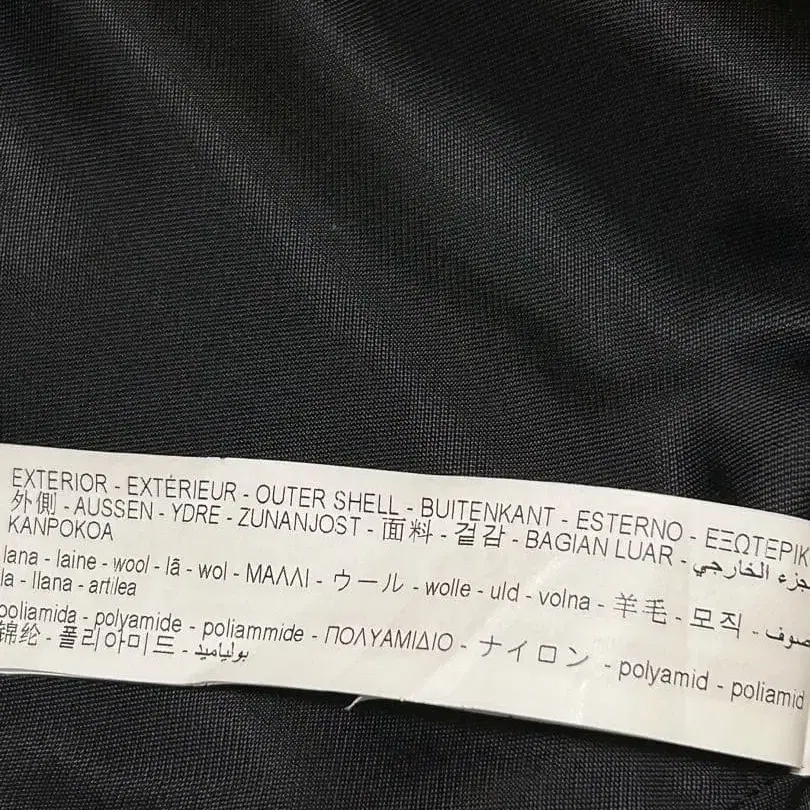 EXTERIOR - EXTÉRIEUR - OUTER SHELL - BUITENKANT - ESTERNO - ΕΞΩΤΕΡΙΚ
外側 - AUSSEN - YDRE - ZUNANJOST - 面料 - 겉감 - BAGIAN LUAR - الجزء الخارجي
KANPOKOA
lana - laine - wool - lã - wol - ΜΑΛΛΙ - ウール - wolle - uld - volna - 羊毛 - 모직 - صوف -
la - llana - artilea
poliamida - polyamide - poliammide - ΠΟΛΥΑΜΙΔΙΟ - ナイロン - polyamid - poliamid
锦纶 - 폴리아미드 - بولياميد